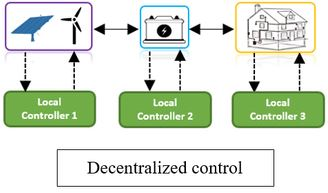 Local
Controller 1
Local
Controller 2
Local
Controller 3
Decentralized control